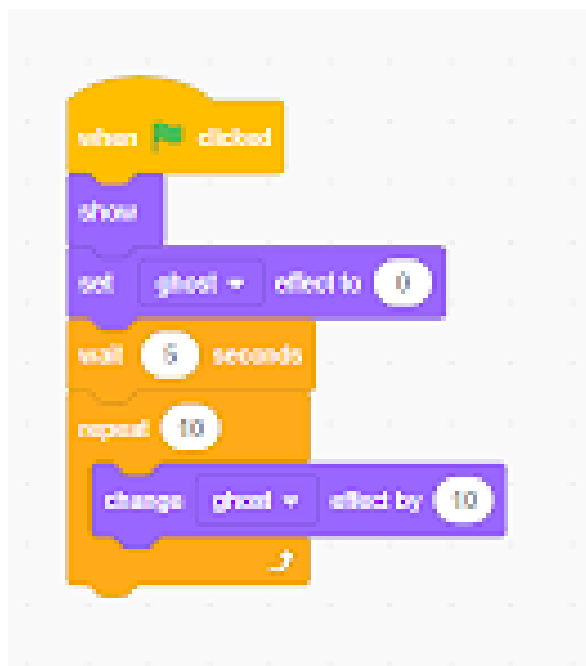 when clicked
show
set ghost effect to 0
wait 5 seconds
repeat 10
change ghost effect by 10